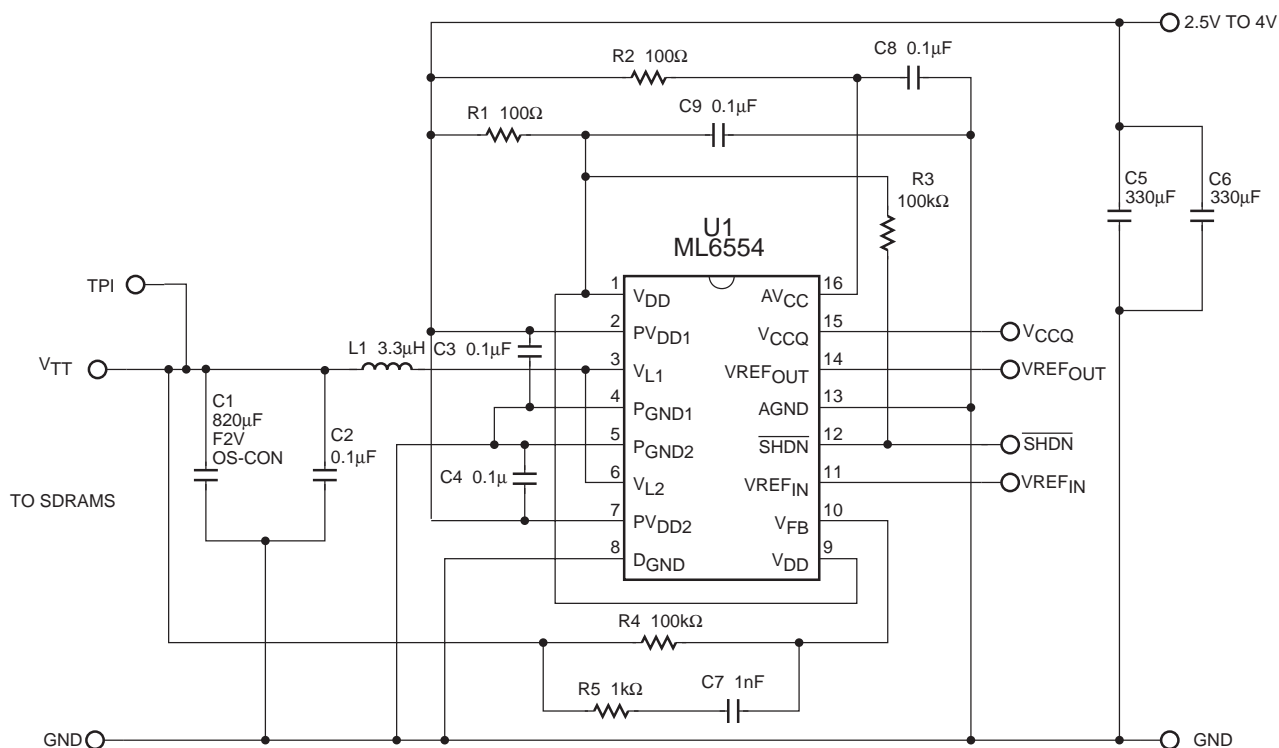 2.5V TO 4V
R2 100Ω
C8 0.1µF
R1 100Ω
C9 0.1µF
R3
100kΩ
C5
330µF
C6
330µF
U1
ML6554
TPI
VTT
L1 3.3µH
C3 0.1µF
C1
820µF
F2V
OS-CON
C2
0.1µF
C4 0.1µ
TO SDRAMS
1
VDD
2
PVDD1
3
VL1
4
PGND1
5
PGND2
6
VL2
7
PVDD2
8
DGND
16
AVCC
15
VCCQ
14
VREFOUT
13
AGND
12
SHDN
11
VREFIN
10
VFB
9
VDD
VCCQ
VREFOUT
SHDN
VREFIN
R4 100kΩ
R5 1kΩ
C7 1nF
GND
GND